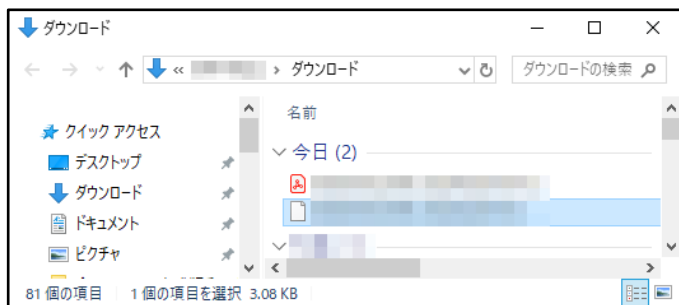 ダウンロード
« › ダウンロード
ダウンロードの検索
名前
クイック アクセス
今日 (2)
デスクトップ
ダウンロード
ドキュメント
ピクチャ
81 個の項目 1 個の項目を選択 3.08 KB